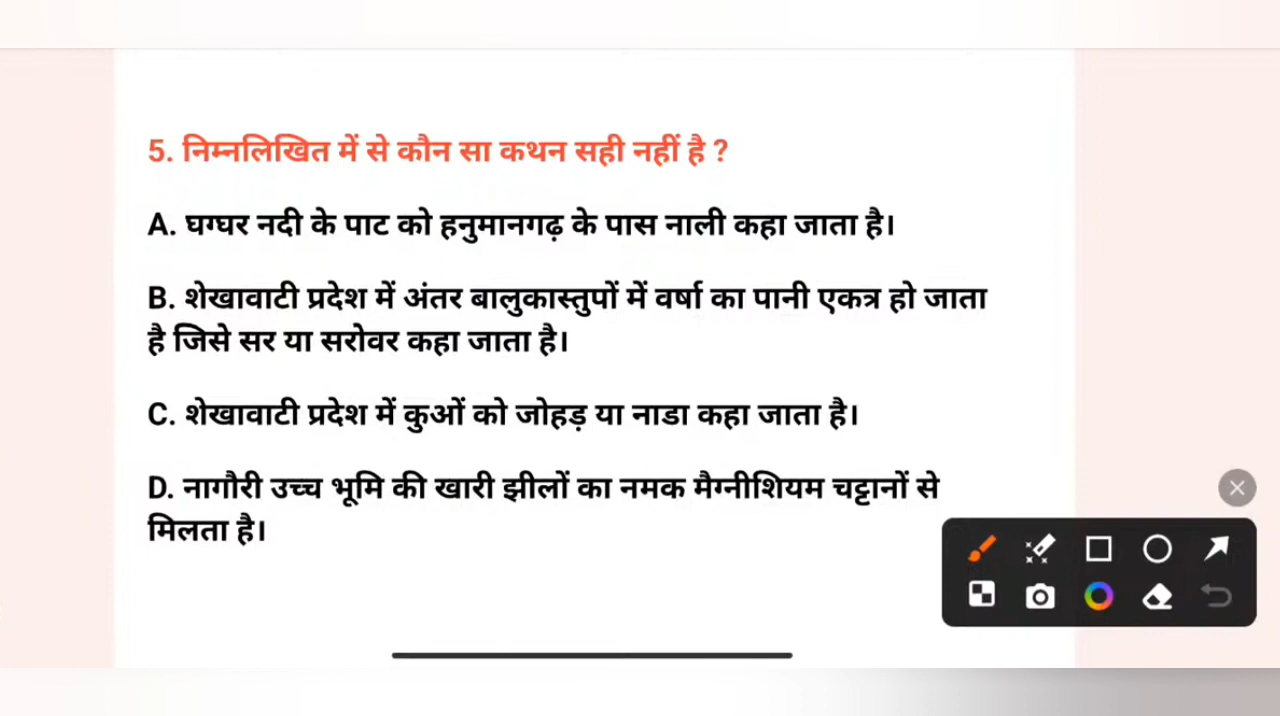 5. निम्नलिखित में से कौन सा कथन सही नहीं है ?
A. घग्घर नदी के पाट को हनुमानगढ़ के पास नाली कहा जाता है।
B. शेखावाटी प्रदेश में अंतर बालुकास्तुपों में वर्षा का पानी एकत्र हो जाता
है जिसे सर या सरोवर कहा जाता है।
C. शेखावाटी प्रदेश में कुओं को जोहड़ या नाडा कहा जाता है।
D. नागौरी उच्च भूमि की खारी झीलों का नमक मैग्नीशियम चट्टानों से
मिलता है।